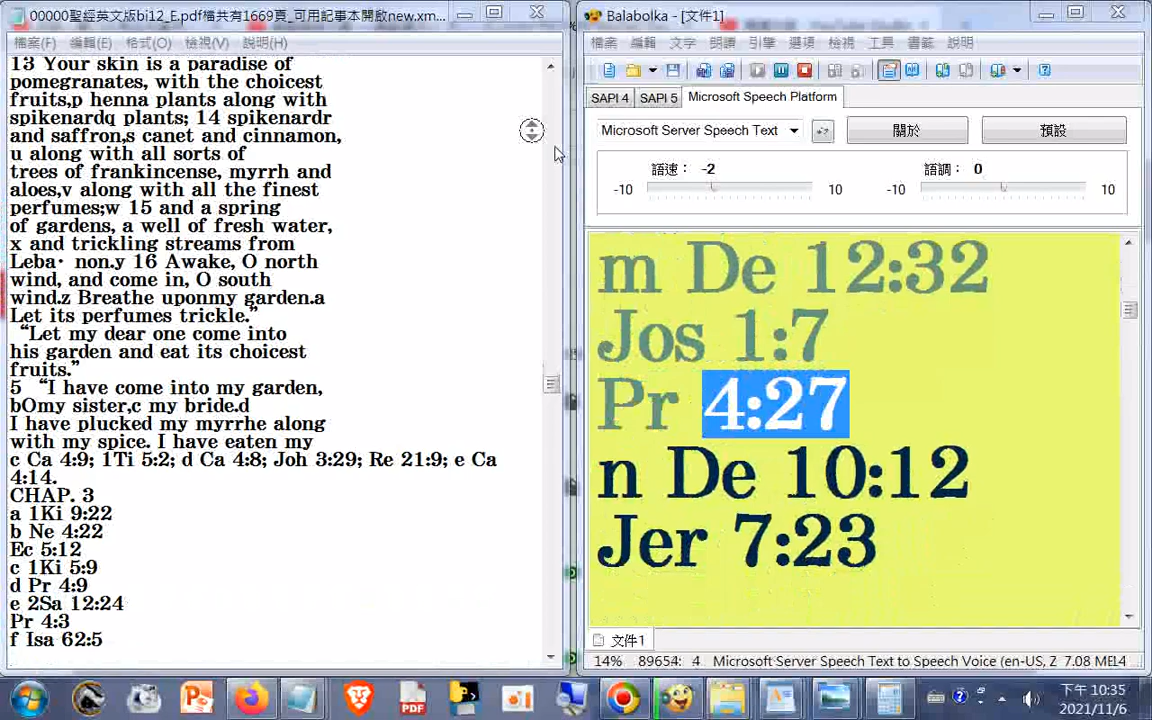 00000聖經英文版bi12_E.pdf檔共有1669頁_可用記事本開啟new.xm...
檔案(F) 編輯(E) 格式(O) 檢視(V) 說明(H)
13 Your skin is a paradise of
pomegranates, with the choicest
fruits,p henna plants along with
spikenardq plants; 14 spikenardr
and saffron,s canet and cinnamon,
u along with all sorts of
trees of frankincense, myrrh and
aloes,v along with all the finest
perfumes;w 15 and a spring
of gardens, a well of fresh water,
x and trickling streams from
Leba· non.y 16 Awake, O north
wind, and come in, O south
wind.z Breathe uponmy garden.a
Let its perfumes trickle.”
“Let my dear one come into
his garden and eat its choicest
fruits.”
5 “I have come into my garden,
bOmy sister,c my bride.d
I have plucked my myrrhe along
with my spice. I have eaten my
c Ca 4:9; 1Ti 5:2; d Ca 4:8; Joh 3:29; Re 21:9; e Ca
4:14.
CHAP. 3
a 1Ki 9:22
b Ne 4:22
Ec 5:12
c 1Ki 5:9
d Pr 4:9
e 2Sa 12:24
Pr 4:3
f Isa 62:5
Balabolka - [文件1]
檔案 編輯 文字 朗讀 引擎 選項 檢視 工具 書籤 說明
SAPI 4 SAPI 5 Microsoft Speech Platform
Microsoft Server Speech Text 關於 預設
語速： -2 語調： 0
-10 10 -10 10
m De 12:32
Jos 1:7
Pr 4:27
n De 10:12
Jer 7:23
文件1
14% 89654: 4 Microsoft Server Speech Text to Speech Voice (en-US, Z 7.08 ME14
PDF
下午 10:35
2021/11/6